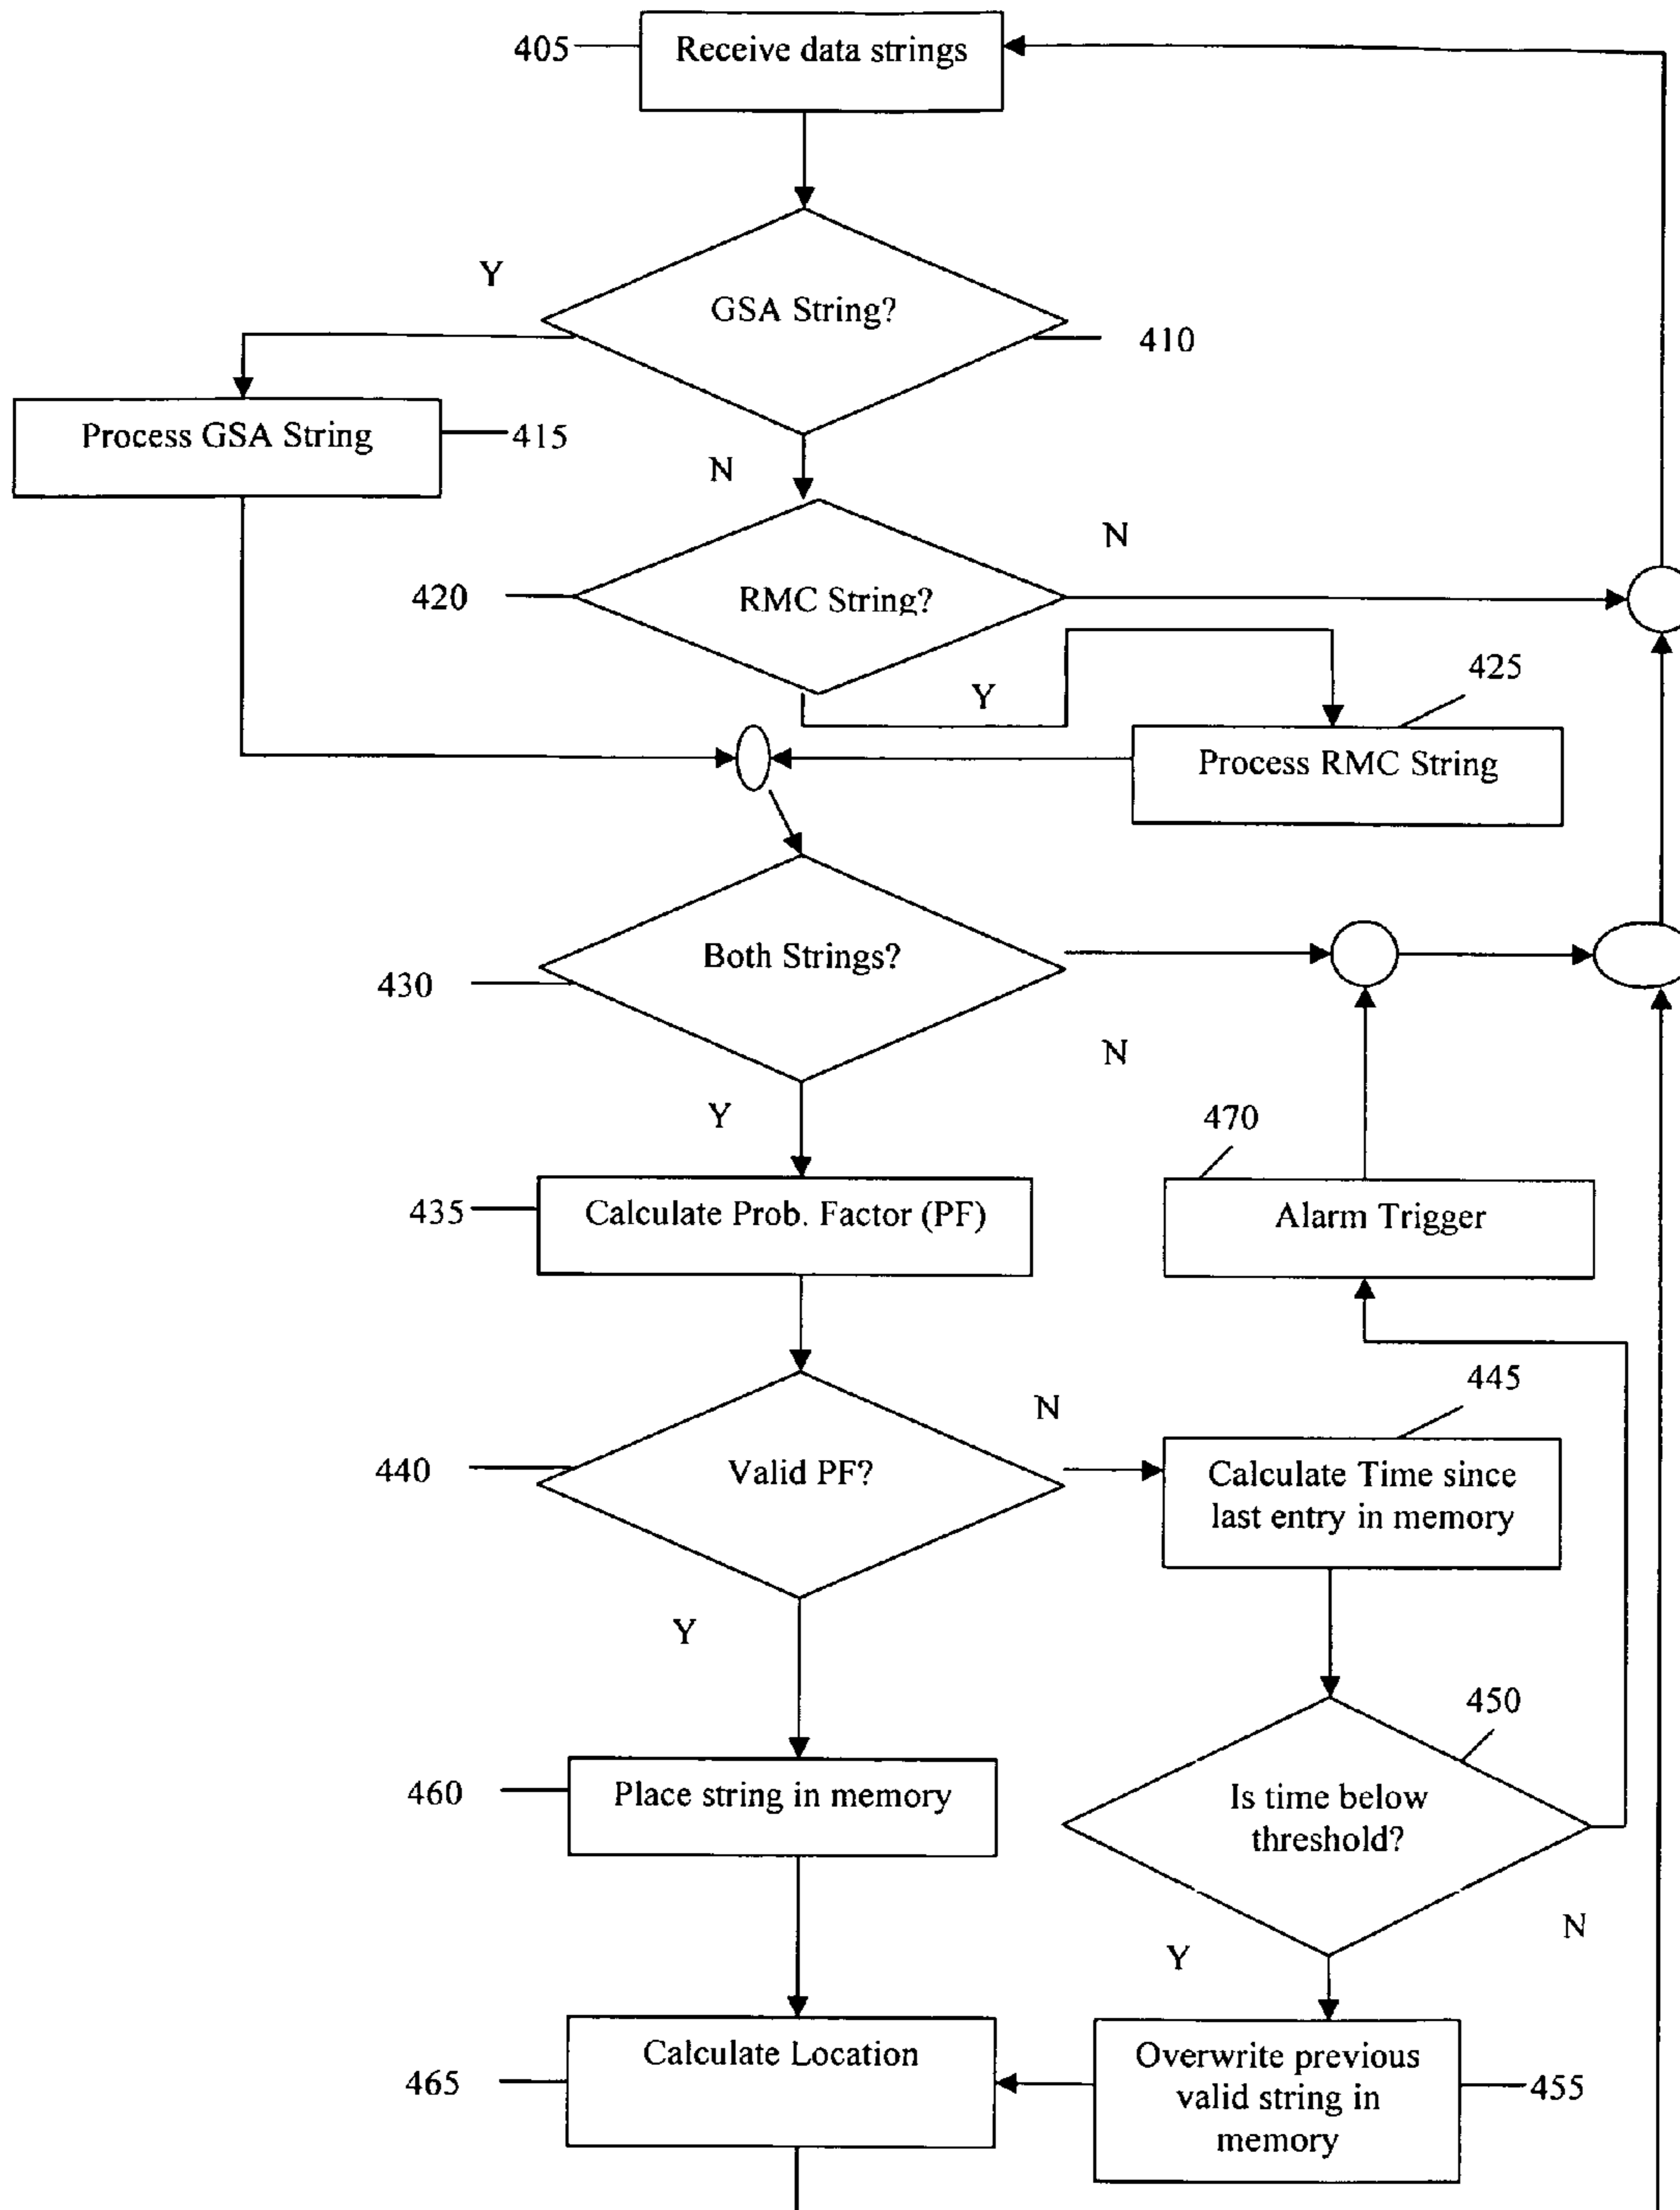 405
Receive data strings
Y
GSA String?
410
Process GSA String
415
N
N
420
RMC String?
425
Y
Process RMC String
Both Strings?
430
N
Y
470
435
Calculate Prob. Factor (PF)
Alarm Trigger
445
N
440
Valid PF?
Calculate Time since
last entry in memory
Y
450
460
Place string in memory
Is time below
threshold?
N
Y
465
Calculate Location
Overwrite previous
valid string in
memory
455